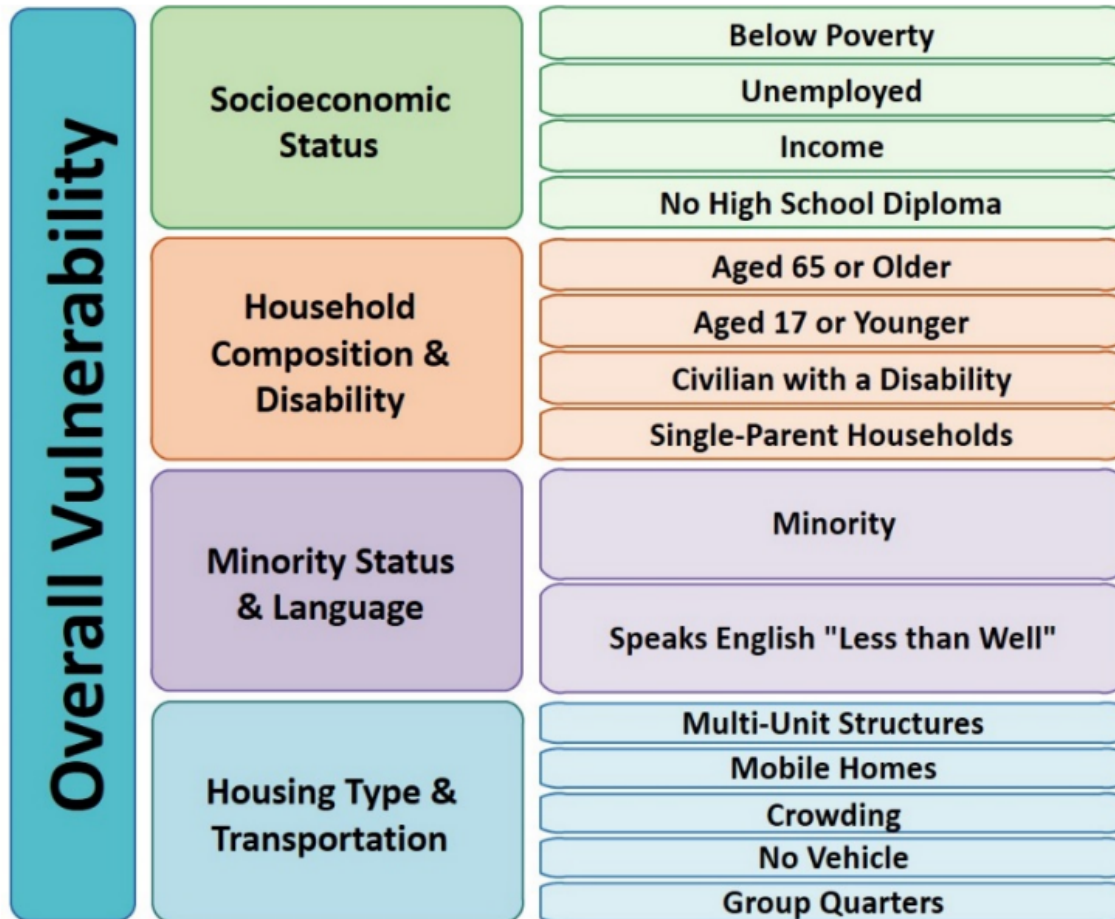 Overall Vulnerability
Socioeconomic
Status
Below Poverty
Unemployed
Income
No High School Diploma
Household
Composition &
Disability
Aged 65 or Older
Aged 17 or Younger
Civilian with a Disability
Single-Parent Households
Minority Status
& Language
Minority
Speaks English "Less than Well"
Housing Type &
Transportation
Multi-Unit Structures
Mobile Homes
Crowding
No Vehicle
Group Quarters